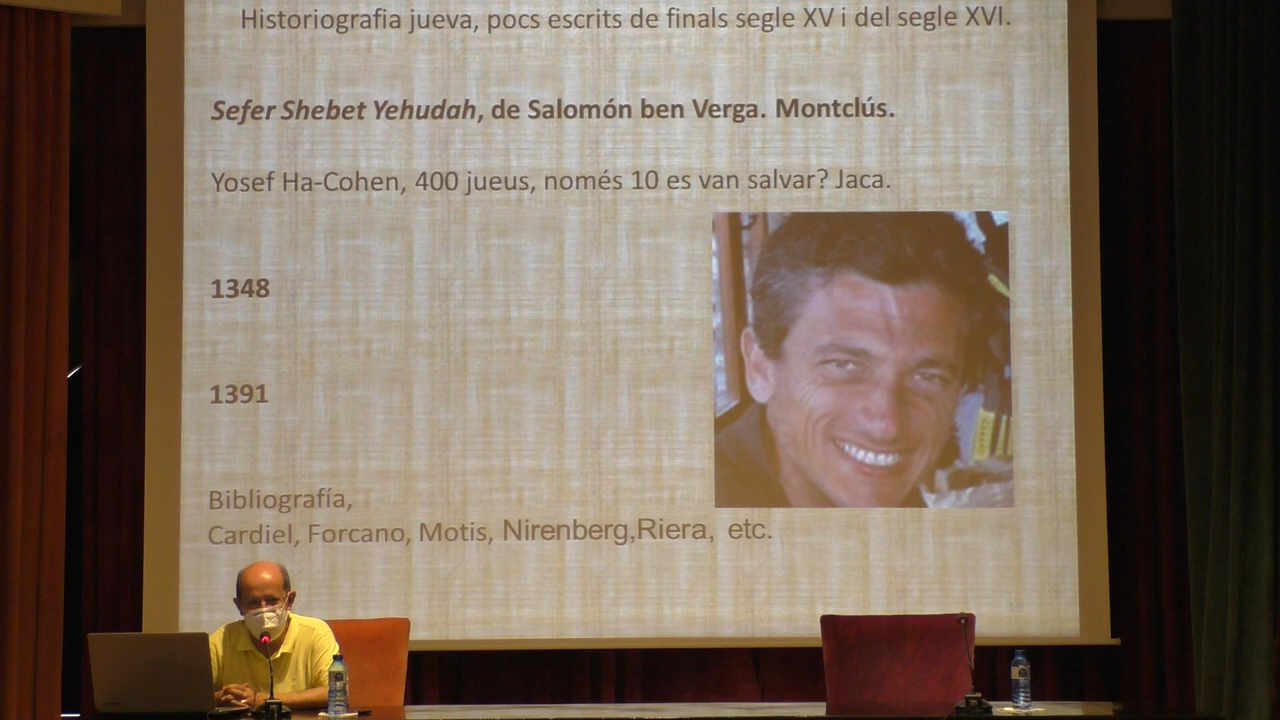 Historiografia jueva, pocs escrits de finals segle XV i del segle XVI.
Sefer Shebet Yehudah, de Salomón ben Verga. Montclús.
Yosef Ha-Cohen, 400 jueus, només 10 es van salvar? Jaca.
1348
1391
Bibliografía,
Cardiel, Forcano, Motis, Nirenberg,Riera, etc.